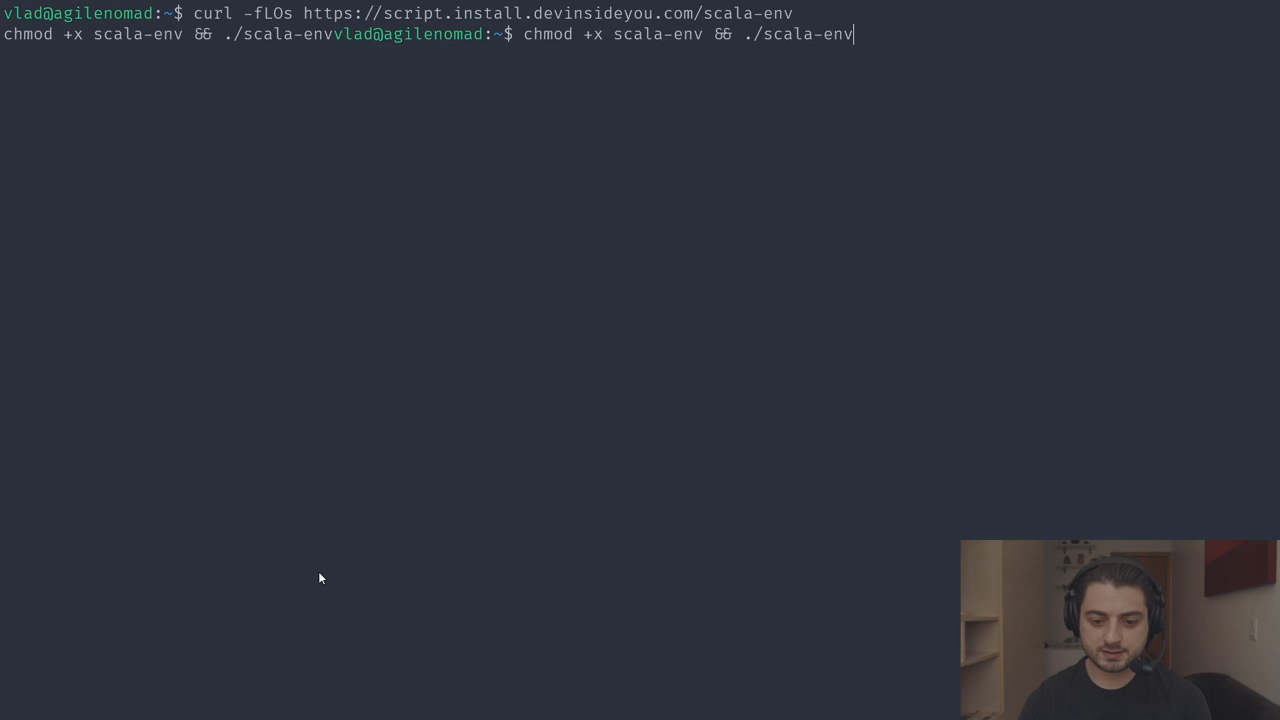 vlad@agilenomad:~$ curl -fLOs https://script.install.devinsideyou.com/scala-env
chmod +x scala-env && ./scala-envvlad@agilenomad:~$ chmod +x scala-env && ./scala-env